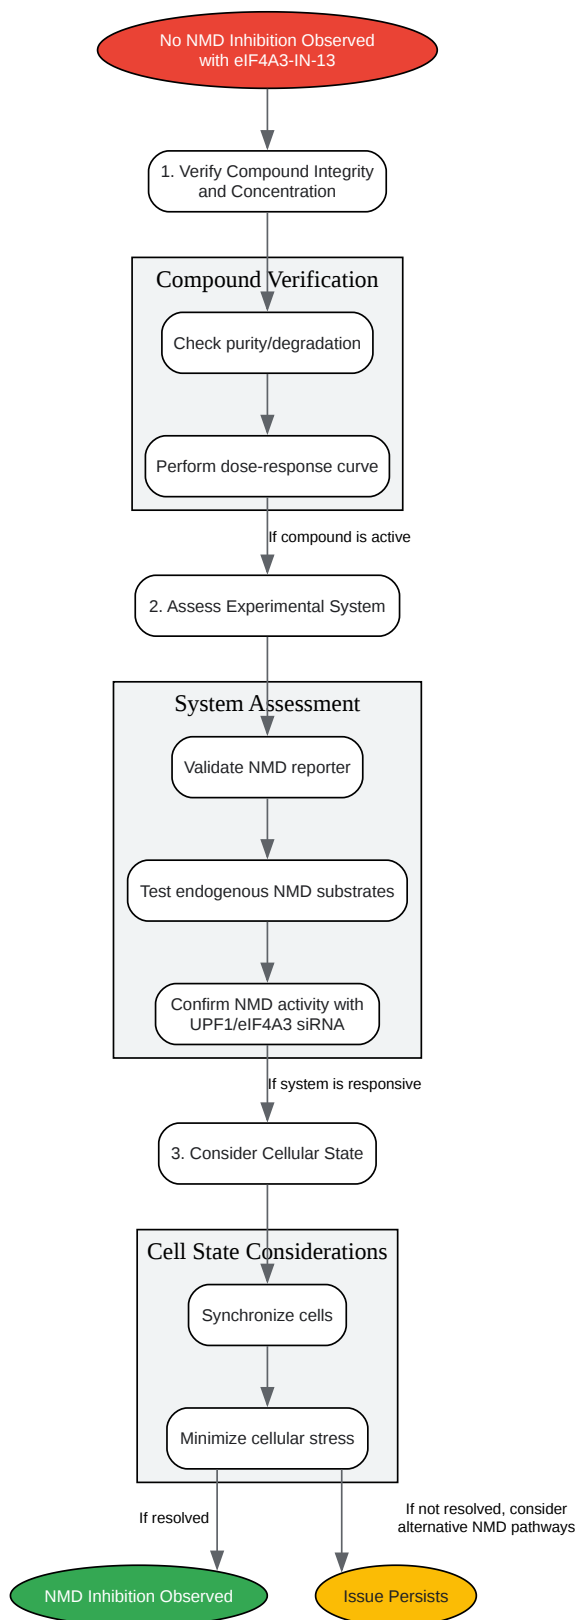 No NMD Inhibition Observed
with eIF4A3-IN-13
1. Verify Compound Integrity
and Concentration
Compound Verification
Check purity/degradation
Perform dose-response curve
If compound is active
2. Assess Experimental System
System Assessment
Validate NMD reporter
Test endogenous NMD substrates
Confirm NMD activity with
UPF1/eIF4A3 siRNA
If system is responsive
3. Consider Cellular State
Cell State Considerations
Synchronize cells
Minimize cellular stress
If resolved
If not resolved, consider
alternative NMD pathways
NMD Inhibition Observed
Issue Persists